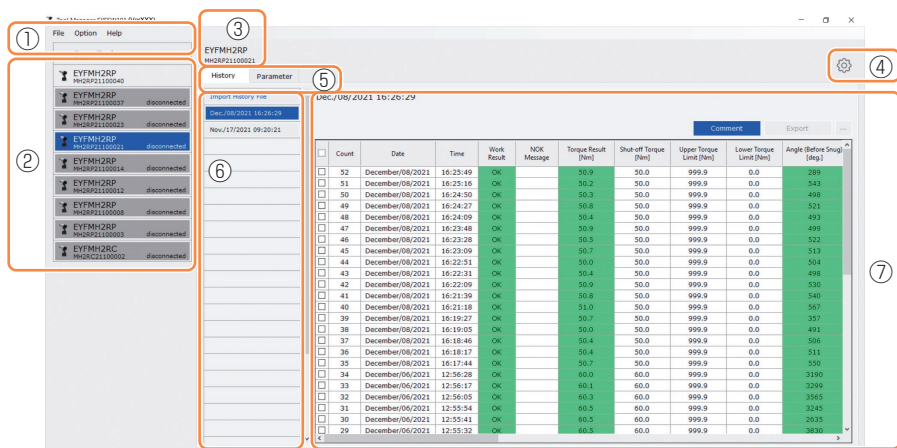 ① File Option Help
③ EYFMH2RP
MH2RP21100021
④
②
EYFMH2RP
MH2RP21100040
EYFMH2RP
MH2RP21100037 disconnected
EYFMH2RP
MH2RP21100023 disconnected
EYFMH2RP
MH2RP21100021 disconnected
EYFMH2RP
MH2RP21100014 disconnected
EYFMH2RP
MH2RP21100012 disconnected
EYFMH2RP
MH2RP21100008 disconnected
EYFMH2RP
MH2RP21100003 disconnected
EYFMH2RC
MH2RC21100002 disconnected
History Parameter ⑤
Import History File
Dec./08/2021 16:26:29
Nov./17/2021 09:20:21
⑥
Dec./08/2021 16:26:29
Comment Export ...
Count Date Time Work Result NOK Message Torque Result [Nm] Shut-off Torque [Nm] Upper Torque Limit [Nm] Lower Torque Limit [Nm] Angle (Before Snug) [deg.]
52 December/08/2021 16:25:49 OK 50.9 50.0 999.9 0.0 289
51 December/08/2021 16:25:16 OK 50.2 50.0 999.9 0.0 543
50 December/08/2021 16:24:50 OK 50.3 50.0 999.9 0.0 498
49 December/08/2021 16:24:27 OK 50.8 50.0 999.9 0.0 521
48 December/08/2021 16:24:09 OK 50.4 50.0 999.9 0.0 493
47 December/08/2021 16:23:48 OK 50.9 50.0 999.9 0.0 499
46 December/08/2021 16:23:28 OK 50.5 50.0 999.9 0.0 522
45 December/08/2021 16:23:09 OK 50.7 50.0 999.9 0.0 513
44 December/08/2021 16:22:51 OK 50.0 50.0 999.9 0.0 504
43 December/08/2021 16:22:31 OK 50.4 50.0 999.9 0.0 498
42 December/08/2021 16:22:09 OK 50.9 50.0 999.9 0.0 530
41 December/08/2021 16:21:39 OK 50.8 50.0 999.9 0.0 540
40 December/08/2021 16:21:18 OK 51.0 50.0 999.9 0.0 567
39 December/08/2021 16:19:27 OK 50.7 50.0 999.9 0.0 357
38 December/08/2021 16:19:05 OK 50.0 50.0 999.9 0.0 491
37 December/08/2021 16:18:46 OK 50.4 50.0 999.9 0.0 506
36 December/08/2021 16:18:17 OK 50.4 50.0 999.9 0.0 511
35 December/08/2021 16:17:44 OK 50.7 50.0 999.9 0.0 550
34 December/06/2021 12:56:28 OK 60.0 60.0 999.9 0.0 3190
33 December/06/2021 12:56:17 OK 60.1 60.0 999.9 0.0 3299
32 December/06/2021 12:56:05 OK 60.3 60.0 999.9 0.0 3565
31 December/06/2021 12:55:54 OK 60.5 60.0 999.9 0.0 3245
30 December/06/2021 12:55:41 OK 60.5 60.0 999.9 0.0 2635
29 December/06/2021 12:55:32 OK 60.5 60.0 999.9 0.0 3830
⑦